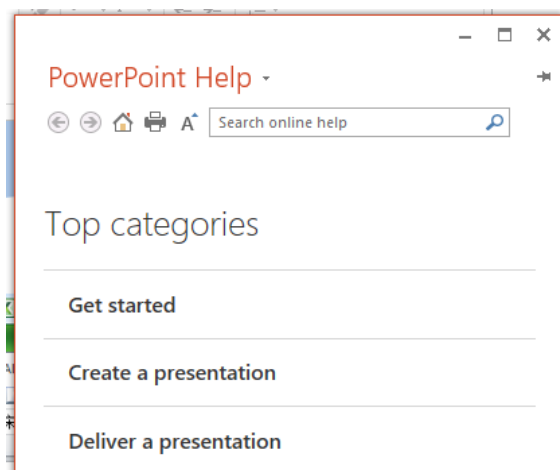 PowerPoint Help
A
Search online help
Top categories
Get started
Create a presentation
Deliver a presentation